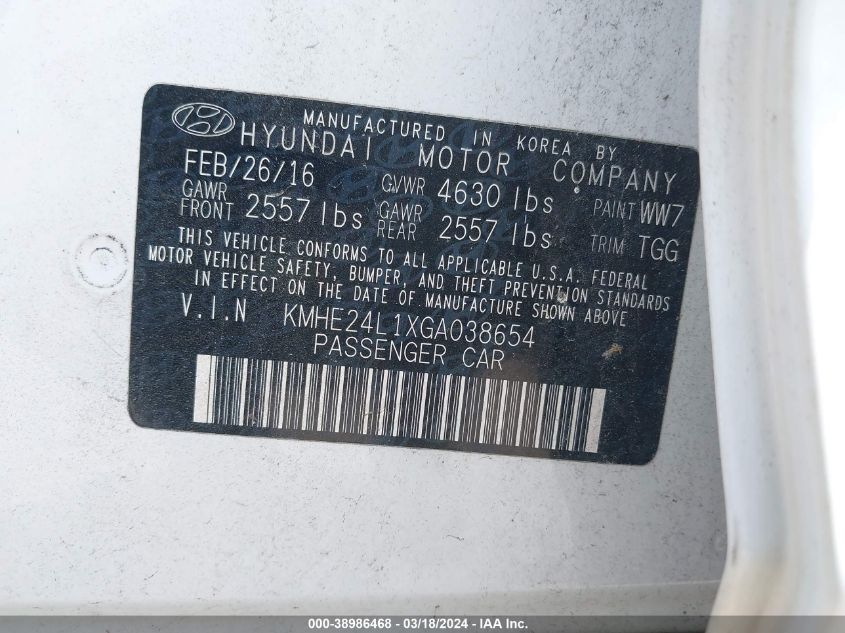 MANUFACTURED IN KOREA BY
HYUNDAI MOTOR COMPANY
FEB/26/16 GVWR 4630 lbs PAINT WW7
GAWR FRONT 2557 lbs GAWR REAR 2557 lbs TRIM TGG
THIS VEHICLE CONFORMS TO ALL APPLICABLE U.S.A. FEDERAL
MOTOR VEHICLE SAFETY, BUMPER, AND THEFT PREVENTION STANDARDS
IN EFFECT ON THE DATE OF MANUFACTURE SHOWN ABOVE.
V.I.N KMHE24L1XGA038654
PASSENGER CAR
000-38986468 - 03/18/2024 - IAA Inc.